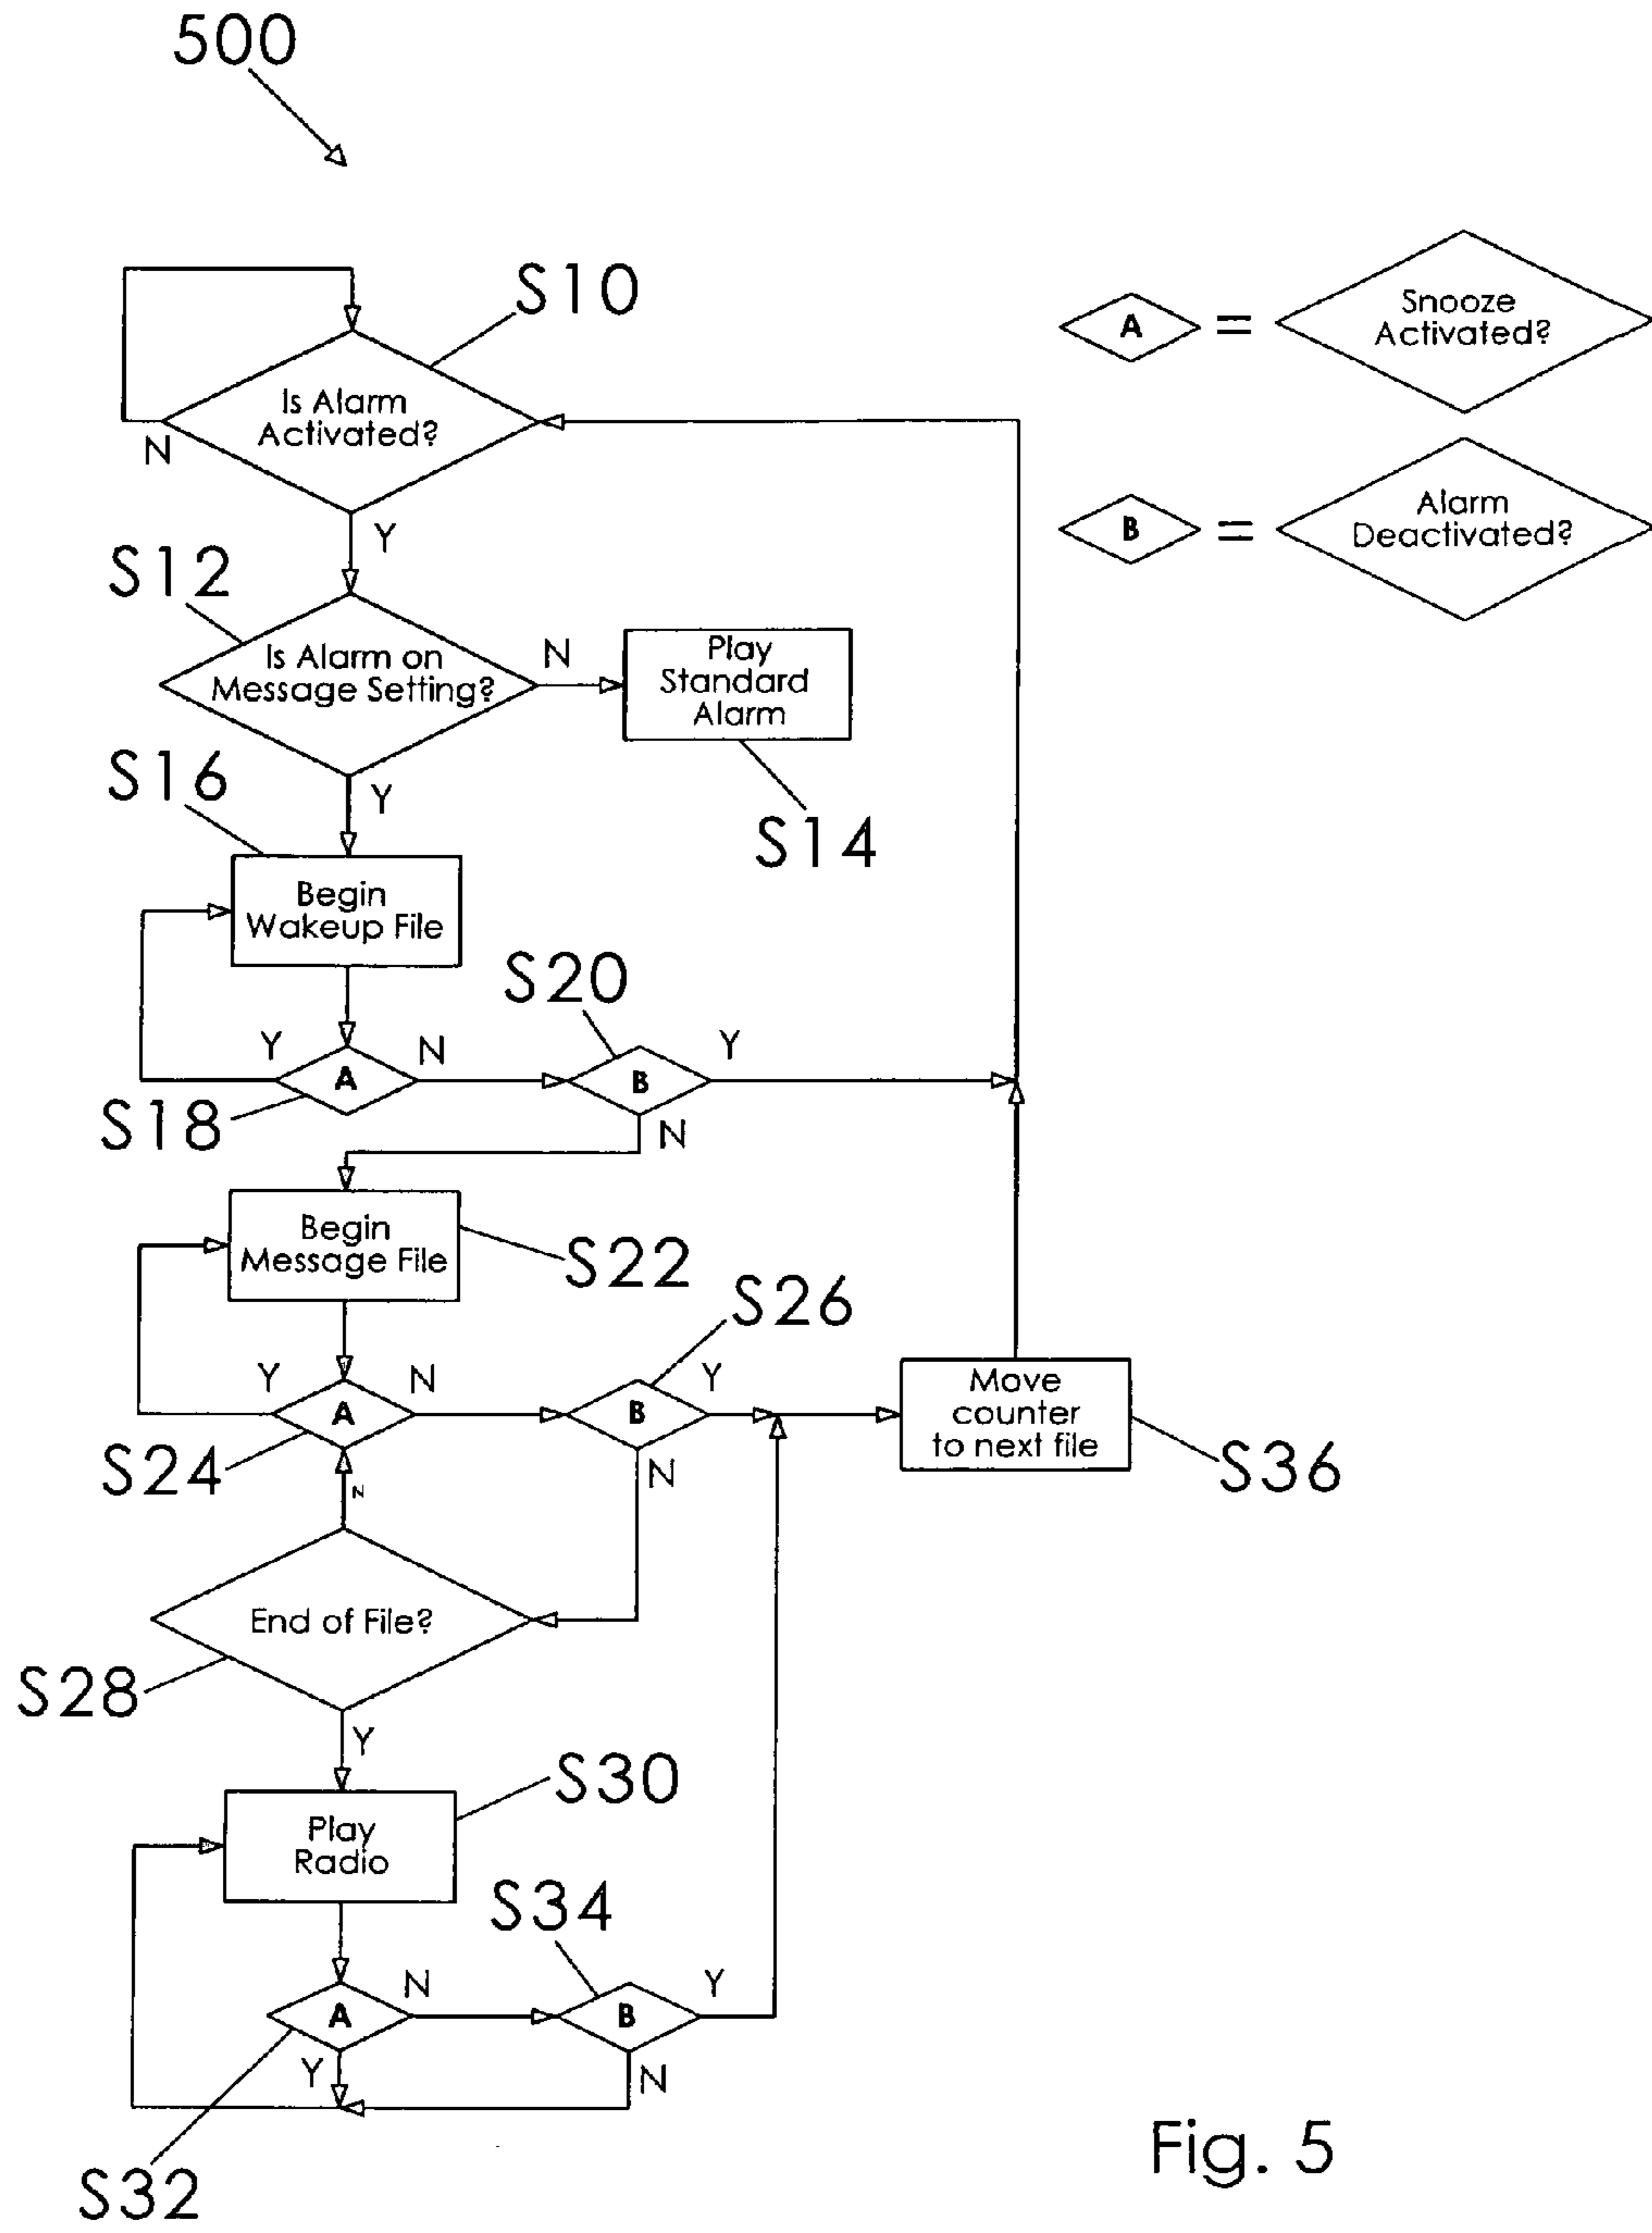 500
S10
Is Alarm
Activated?
N
Y
A
=
Snooze
Activated?
B
=
Alarm
Deactivated?
S12
Is Alarm on
Message Setting?
N
Play
Standard
Alarm
S14
Y
S16
Begin
Wakeup File
S20
Y
A
N
B
Y
S18
N
Begin
Message File
S22
S26
Y
A
N
B
Y
Move
counter
to next file
S36
S24
N
N
End of File?
S28
Y
Play
Radio
S30
S34
A
N
B
Y
Y
N
S32
Fig. 5